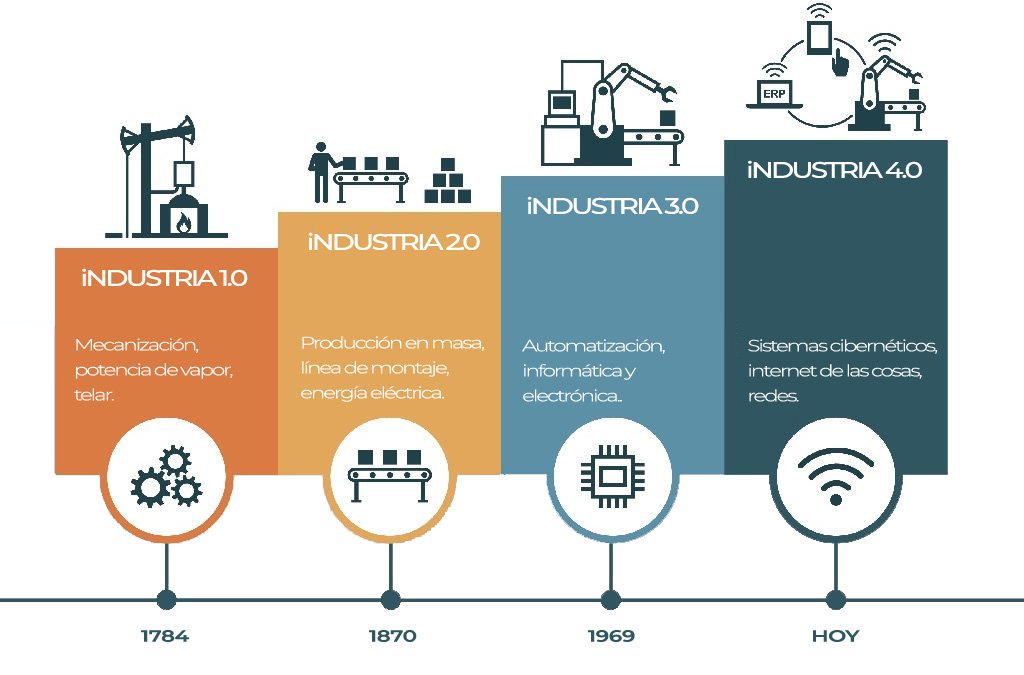 ERP
iNDUSTRIA 1.0
Mecanización,
potencia de vapor,
telar.
iNDUSTRIA 2.0
Producción en masa,
línea de montaje,
energía eléctrica.
iNDUSTRIA 3.0
Automatización,
informática y
electrónica..
iNDUSTRIA 4.0
Sistemas cibernéticos,
internet de las cosas,
redes.
1784
1870
1969
HOY